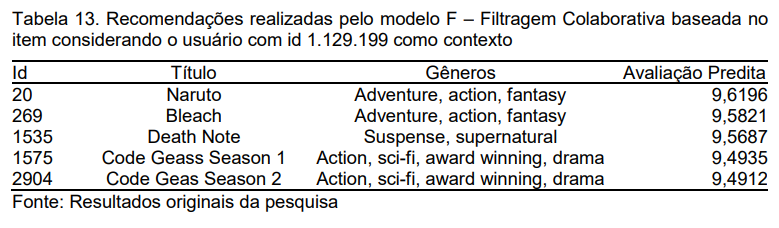 Tabela 13. Recomendações realizadas pelo modelo F – Filtragem Colaborativa baseada no
item considerando o usuário com id 1.129.199 como contexto
Id Título Gêneros Avaliação Predita
20 Naruto Adventure, action, fantasy 9,6196
269 Bleach Adventure, action, fantasy 9,5821
1535 Death Note Suspense, supernatural 9,5687
1575 Code Geass Season 1 Action, sci-fi, award winning, drama 9,4935
2904 Code Geas Season 2 Action, sci-fi, award winning, drama 9,4912
Fonte: Resultados originais da pesquisa